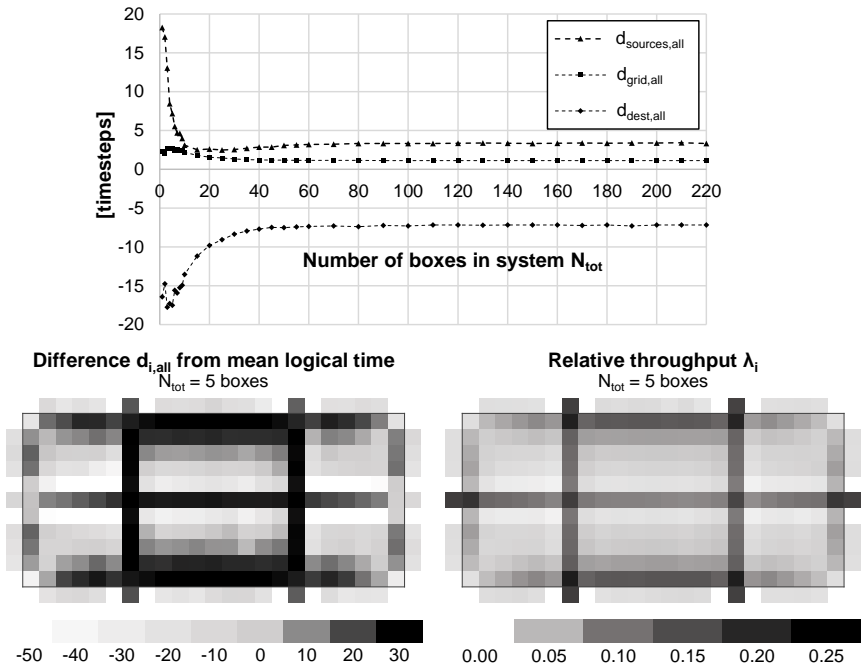 20
15
10
5
0
-5
-10
-15
-20
[timesteps]
d_sources,all
d_grid,all
d_dest,all
0 20 40 60 80 100 120 140 160 180 200 220
Number of boxes in system N_tot
Difference d_i,all from mean logical time
N_tot = 5 boxes
-50 -40 -30 -20 -10 0 10 20 30
Relative throughput λ_i
N_tot = 5 boxes
0.00 0.05 0.10 0.15 0.20 0.25